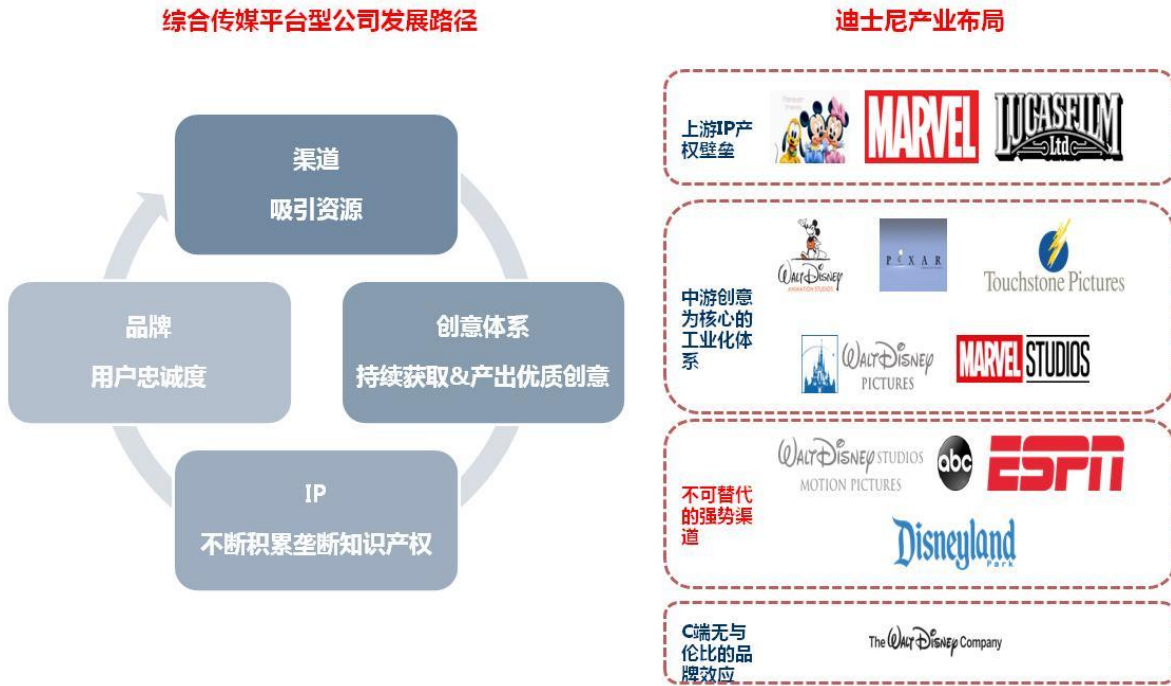 综合传媒平台型公司发展路径
渠道
吸引资源
创意体系
持续获取&产出优质创意
IP
不断积累垄断知识产权
品牌
用户忠诚度
迪士尼产业布局
上游IP产
权壁垒
MARVEL
LUCASFILM
Ltd
中游创意
为核心的
工业化体
系
WALT DISNEY
ANIMATION STUDIOS
PIXAR
Touchstone Pictures
WALT DISNEY
PICTURES
MARVEL STUDIOS
不可替代
的强势渠
道
WALT DISNEY STUDIOS
MOTION PICTURES
abc
ESPN
Disneyland
Park
C端无与
伦比的品
牌效应
The WALT DISNEY Company